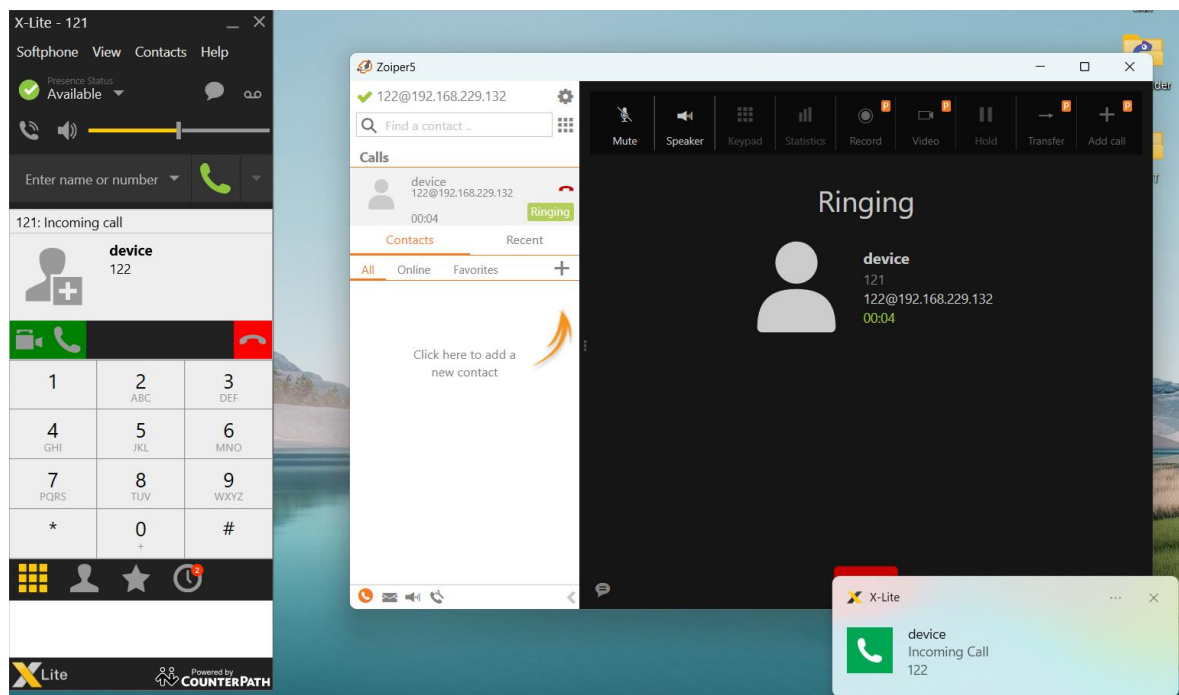 X-Lite - 121
Softphone View Contacts Help
Presence Status
Available
Enter name or number
121: Incoming call
device
122
1
2
ABC
3
DEF
4
GHI
5
JKL
6
MNO
7
PQRS
8
TUV
9
WXYZ
*
0
+
#
2
X Lite
Powered by
COUNTERPATH
Zoiper5
122@192.168.229.132
Find a contact ..
Calls
device
122@192.168.229.132
00:04
Ringing
Contacts Recent
All Online Favorites
Click here to add a
new contact
P P P P
Mute Speaker Keypad Statistics Record Video Hold Transfer Add call
Ringing
device
121
122@192.168.229.132
00:04
X-Lite
device
Incoming Call
122